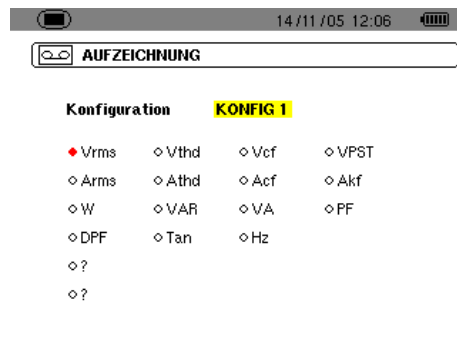 14/11/05 12:06
AUFZEICHNUNG
Konfiguration KONFIG 1
Vrms Vthd Vcf VPST
Arms Athd Acf Akf
W VAR VA PF
DPF Tan Hz
?
?